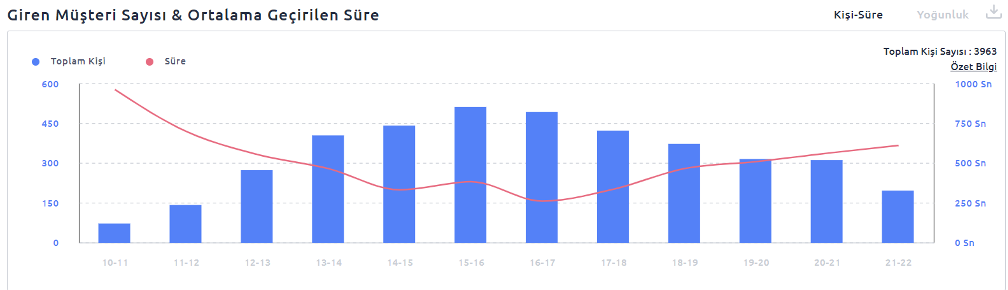 Giren Müşteri Sayısı & Ortalama Geçirilen Süre
Kişi-Süre
Yoğunluk
Toplam Kişi Sayısı : 3963
Özet Bilgi
Toplam Kişi
Süre
600
450
300
150
0
1000 Sn
750 Sn
500 Sn
250 Sn
0 Sn
10-11 11-12 12-13 13-14 14-15 15-16 16-17 17-18 18-19 19-20 20-21 21-22